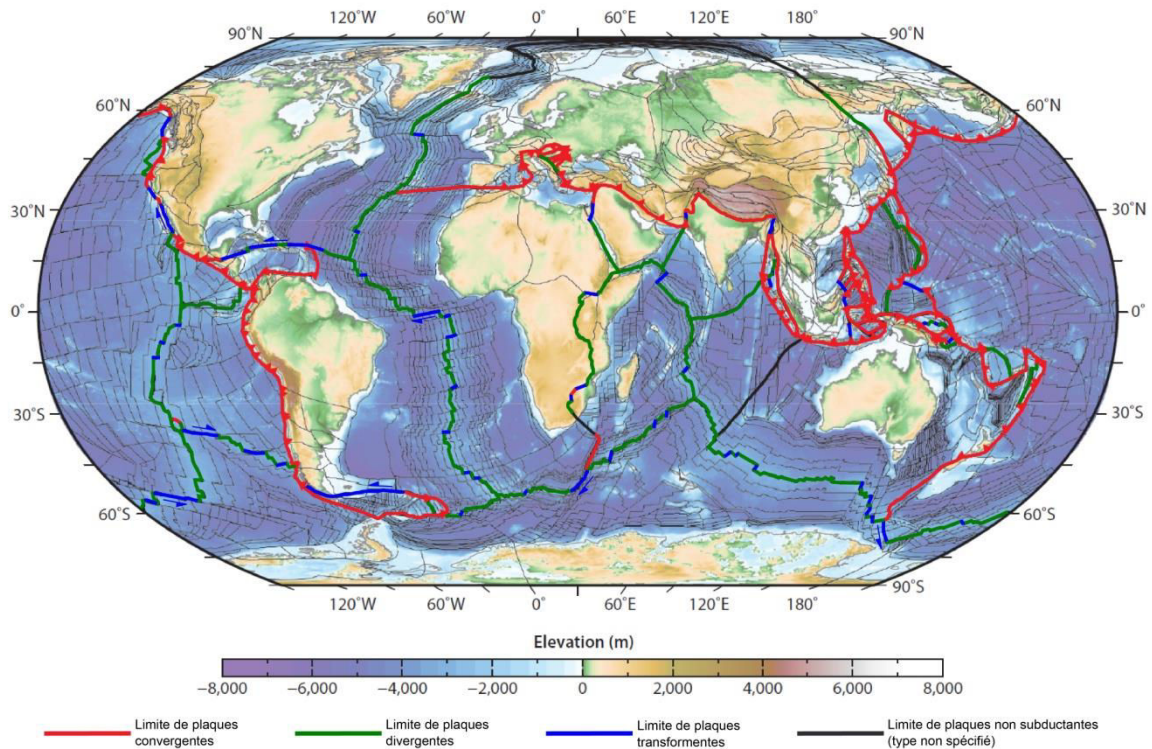 120°W 60°W 0° 60°E 120°E 180°
90°N 90°N
60°N 60°N
30°N 30°N
0° 0°
30°S 30°S
60°S 60°S
90°S
120°W 60°W 0° 60°E 120°E 180°
Elevation (m)
−8,000 −6,000 −4,000 −2,000 0 2,000 4,000 6,000 8,000
Limite de plaques Limite de plaques Limite de plaques Limite de plaques non subductantes
convergentes divergentes transformentes (type non spécifié)